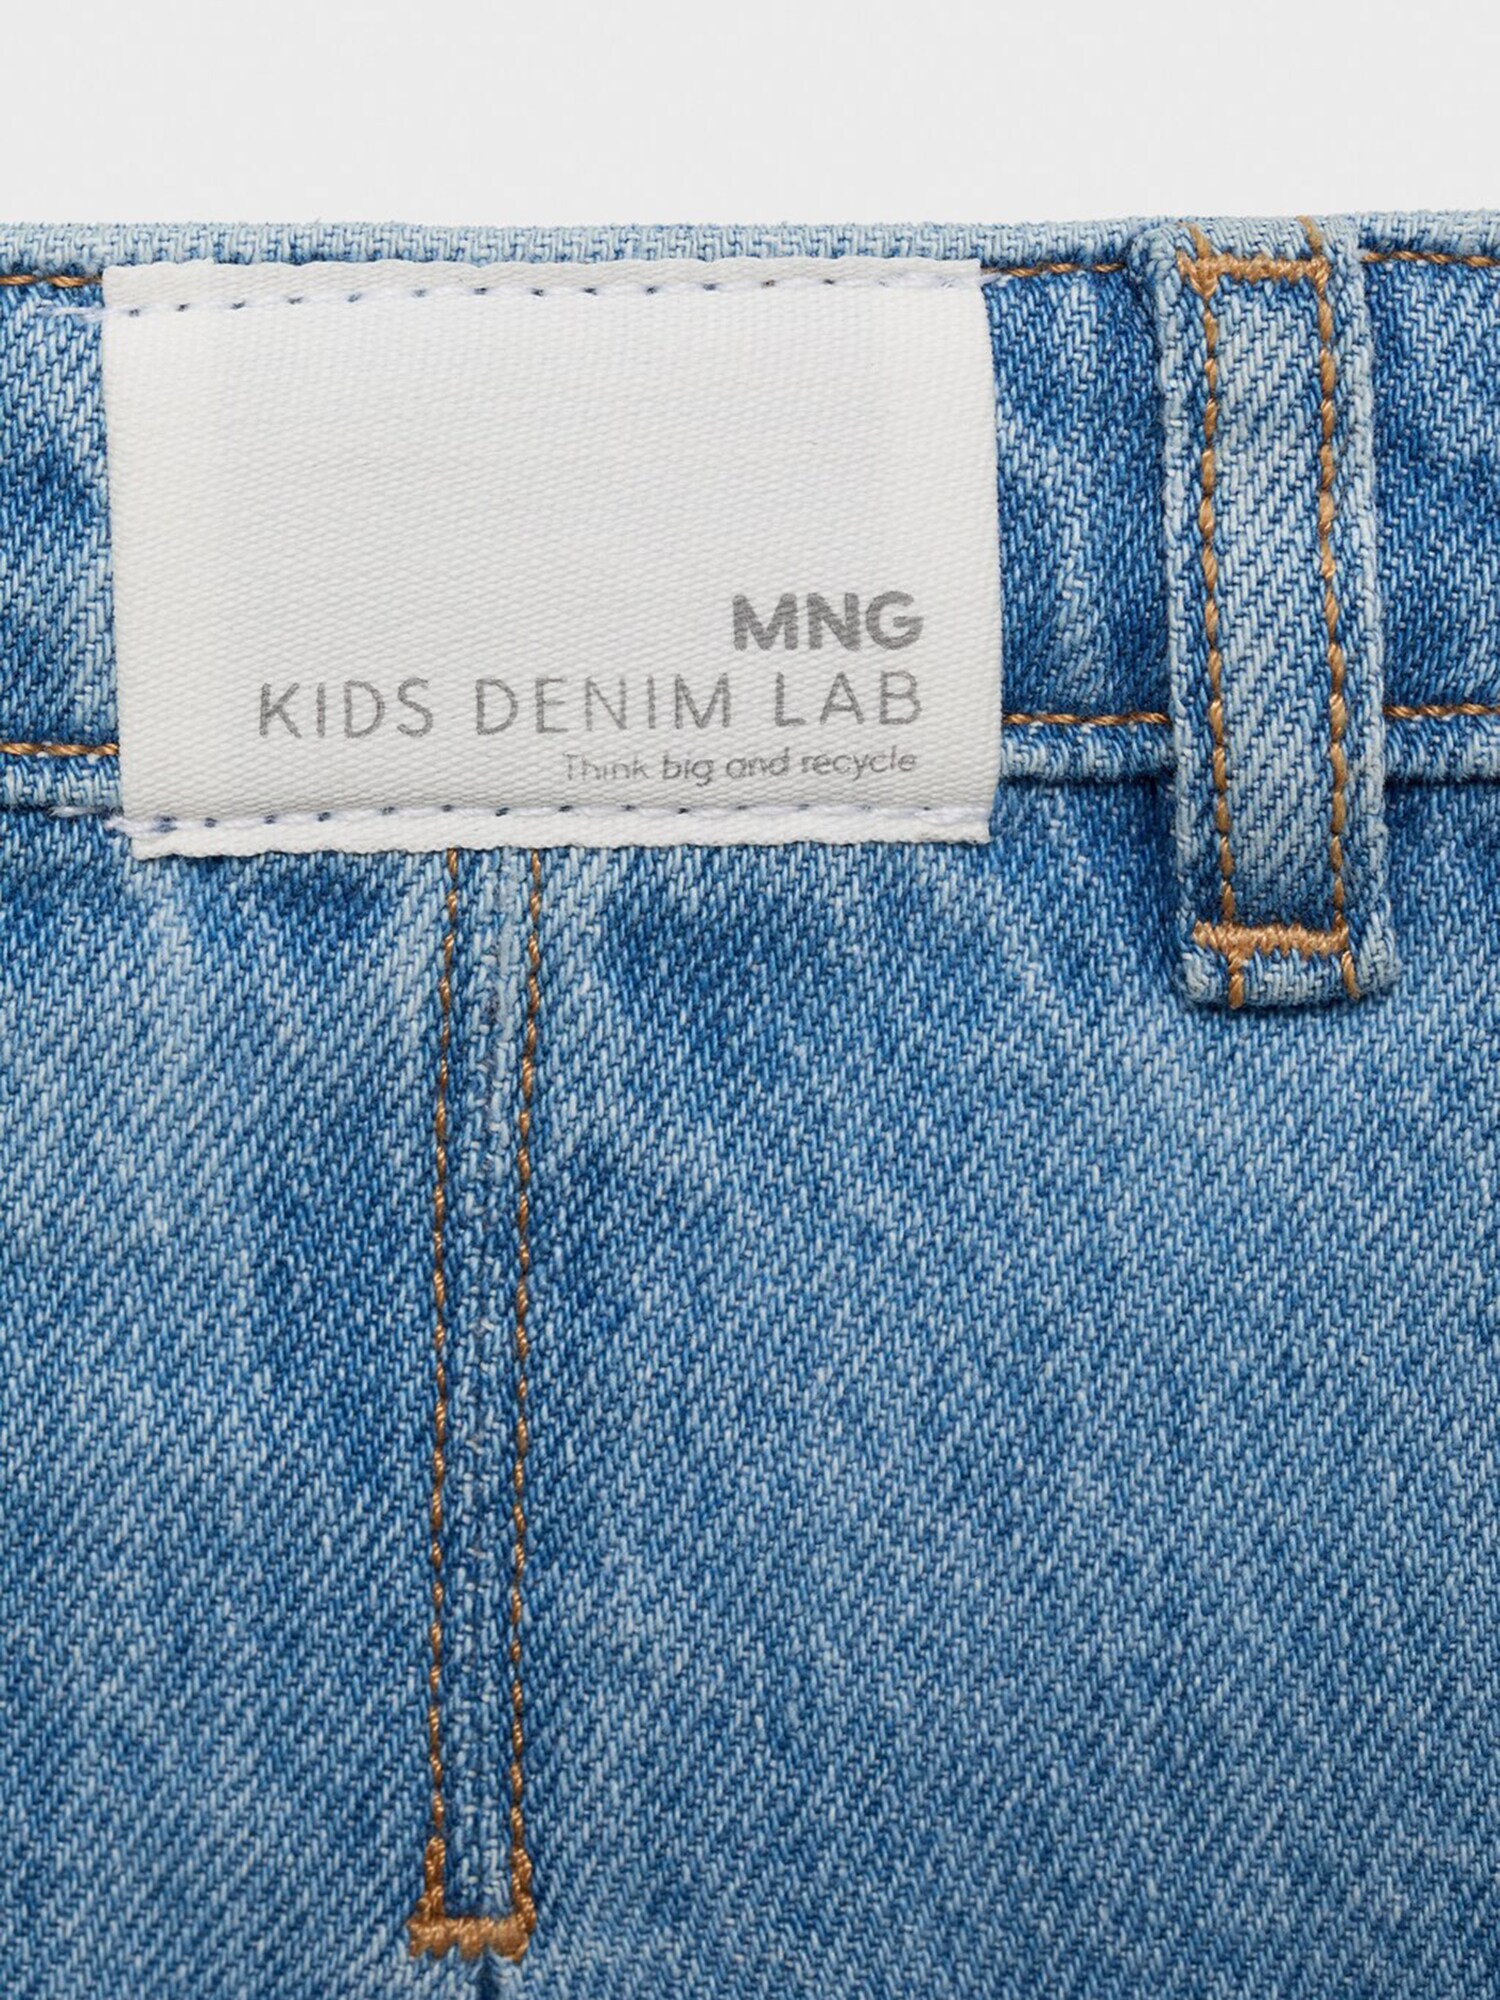 MNG
KIDS DENIM LAB
Think big and recycle